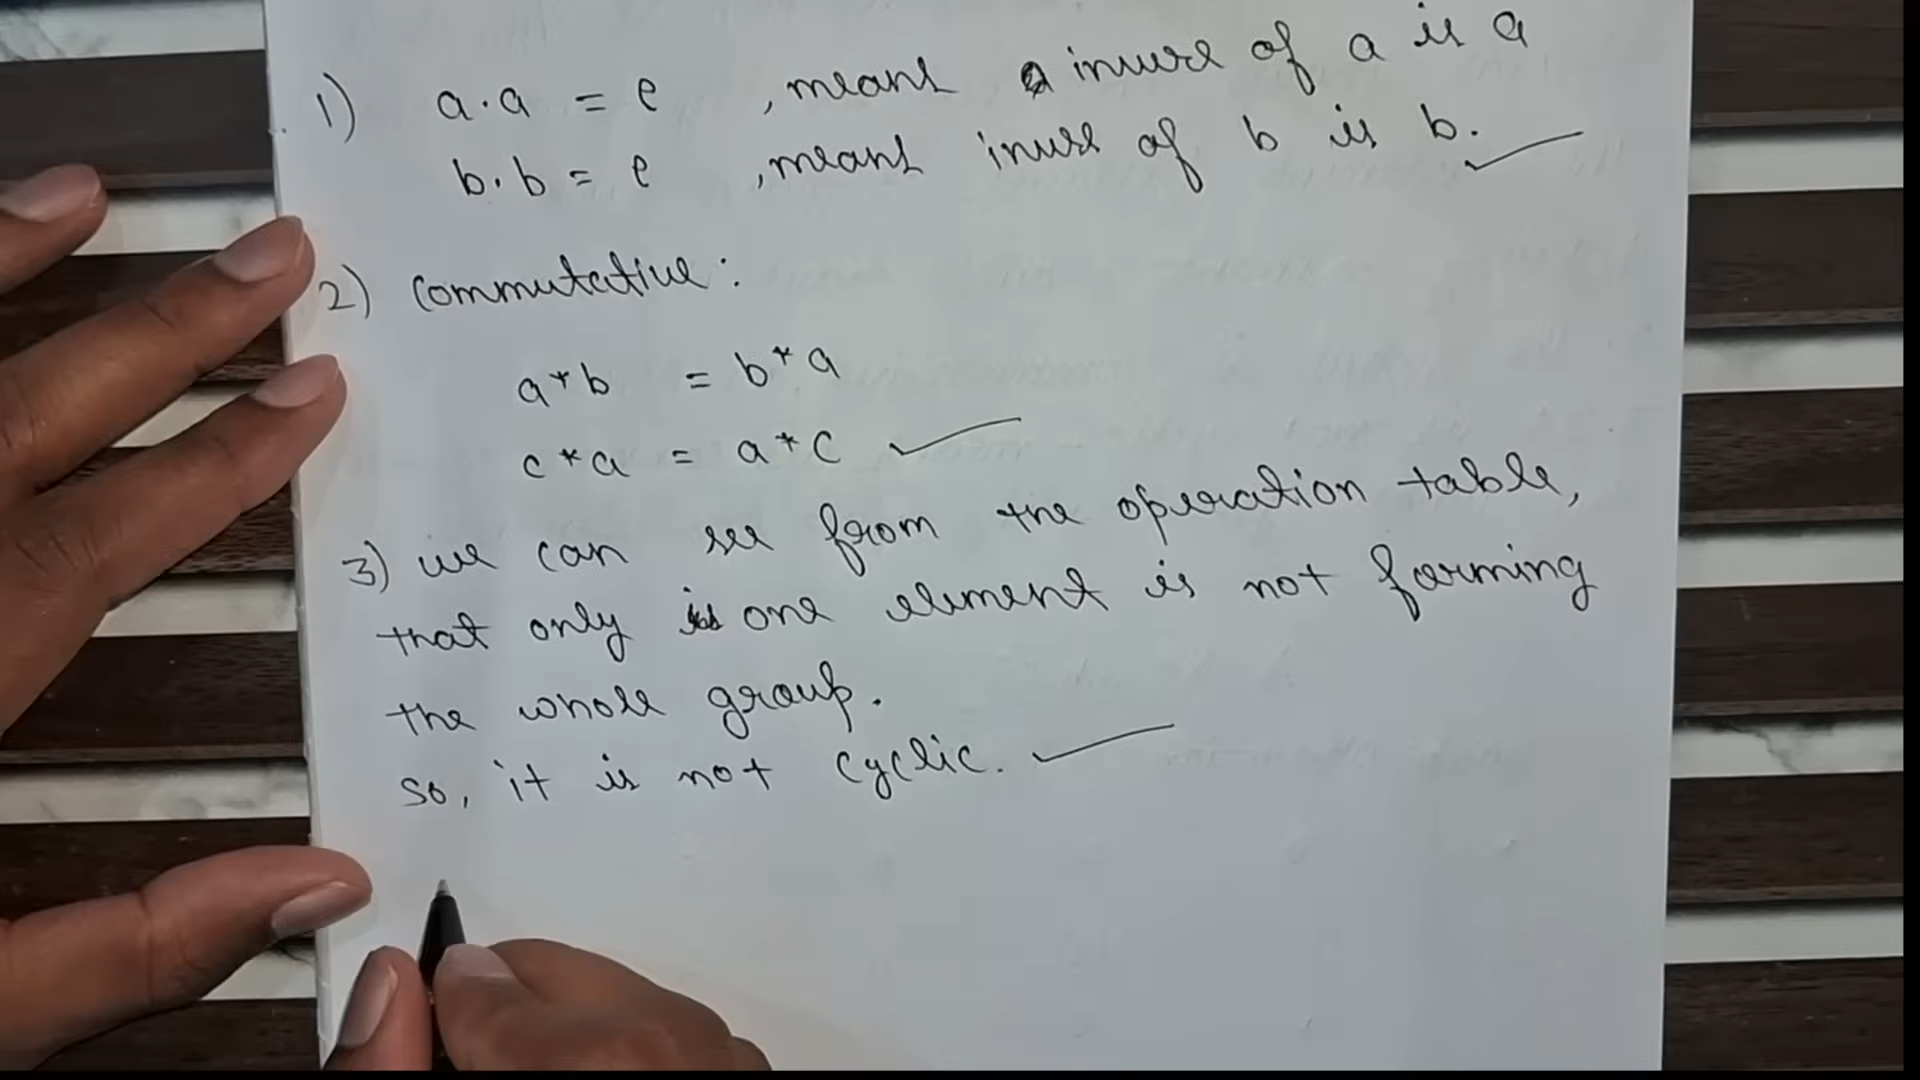 1) a.a = e , means inverse of a is a
b.b = e , means inverse of b is b.
2) Commutative:
a*b = b*a
c*a = a*c
3) we can see from the operation table,
that only one element is not forming
the whole group.
so, it is not cyclic.